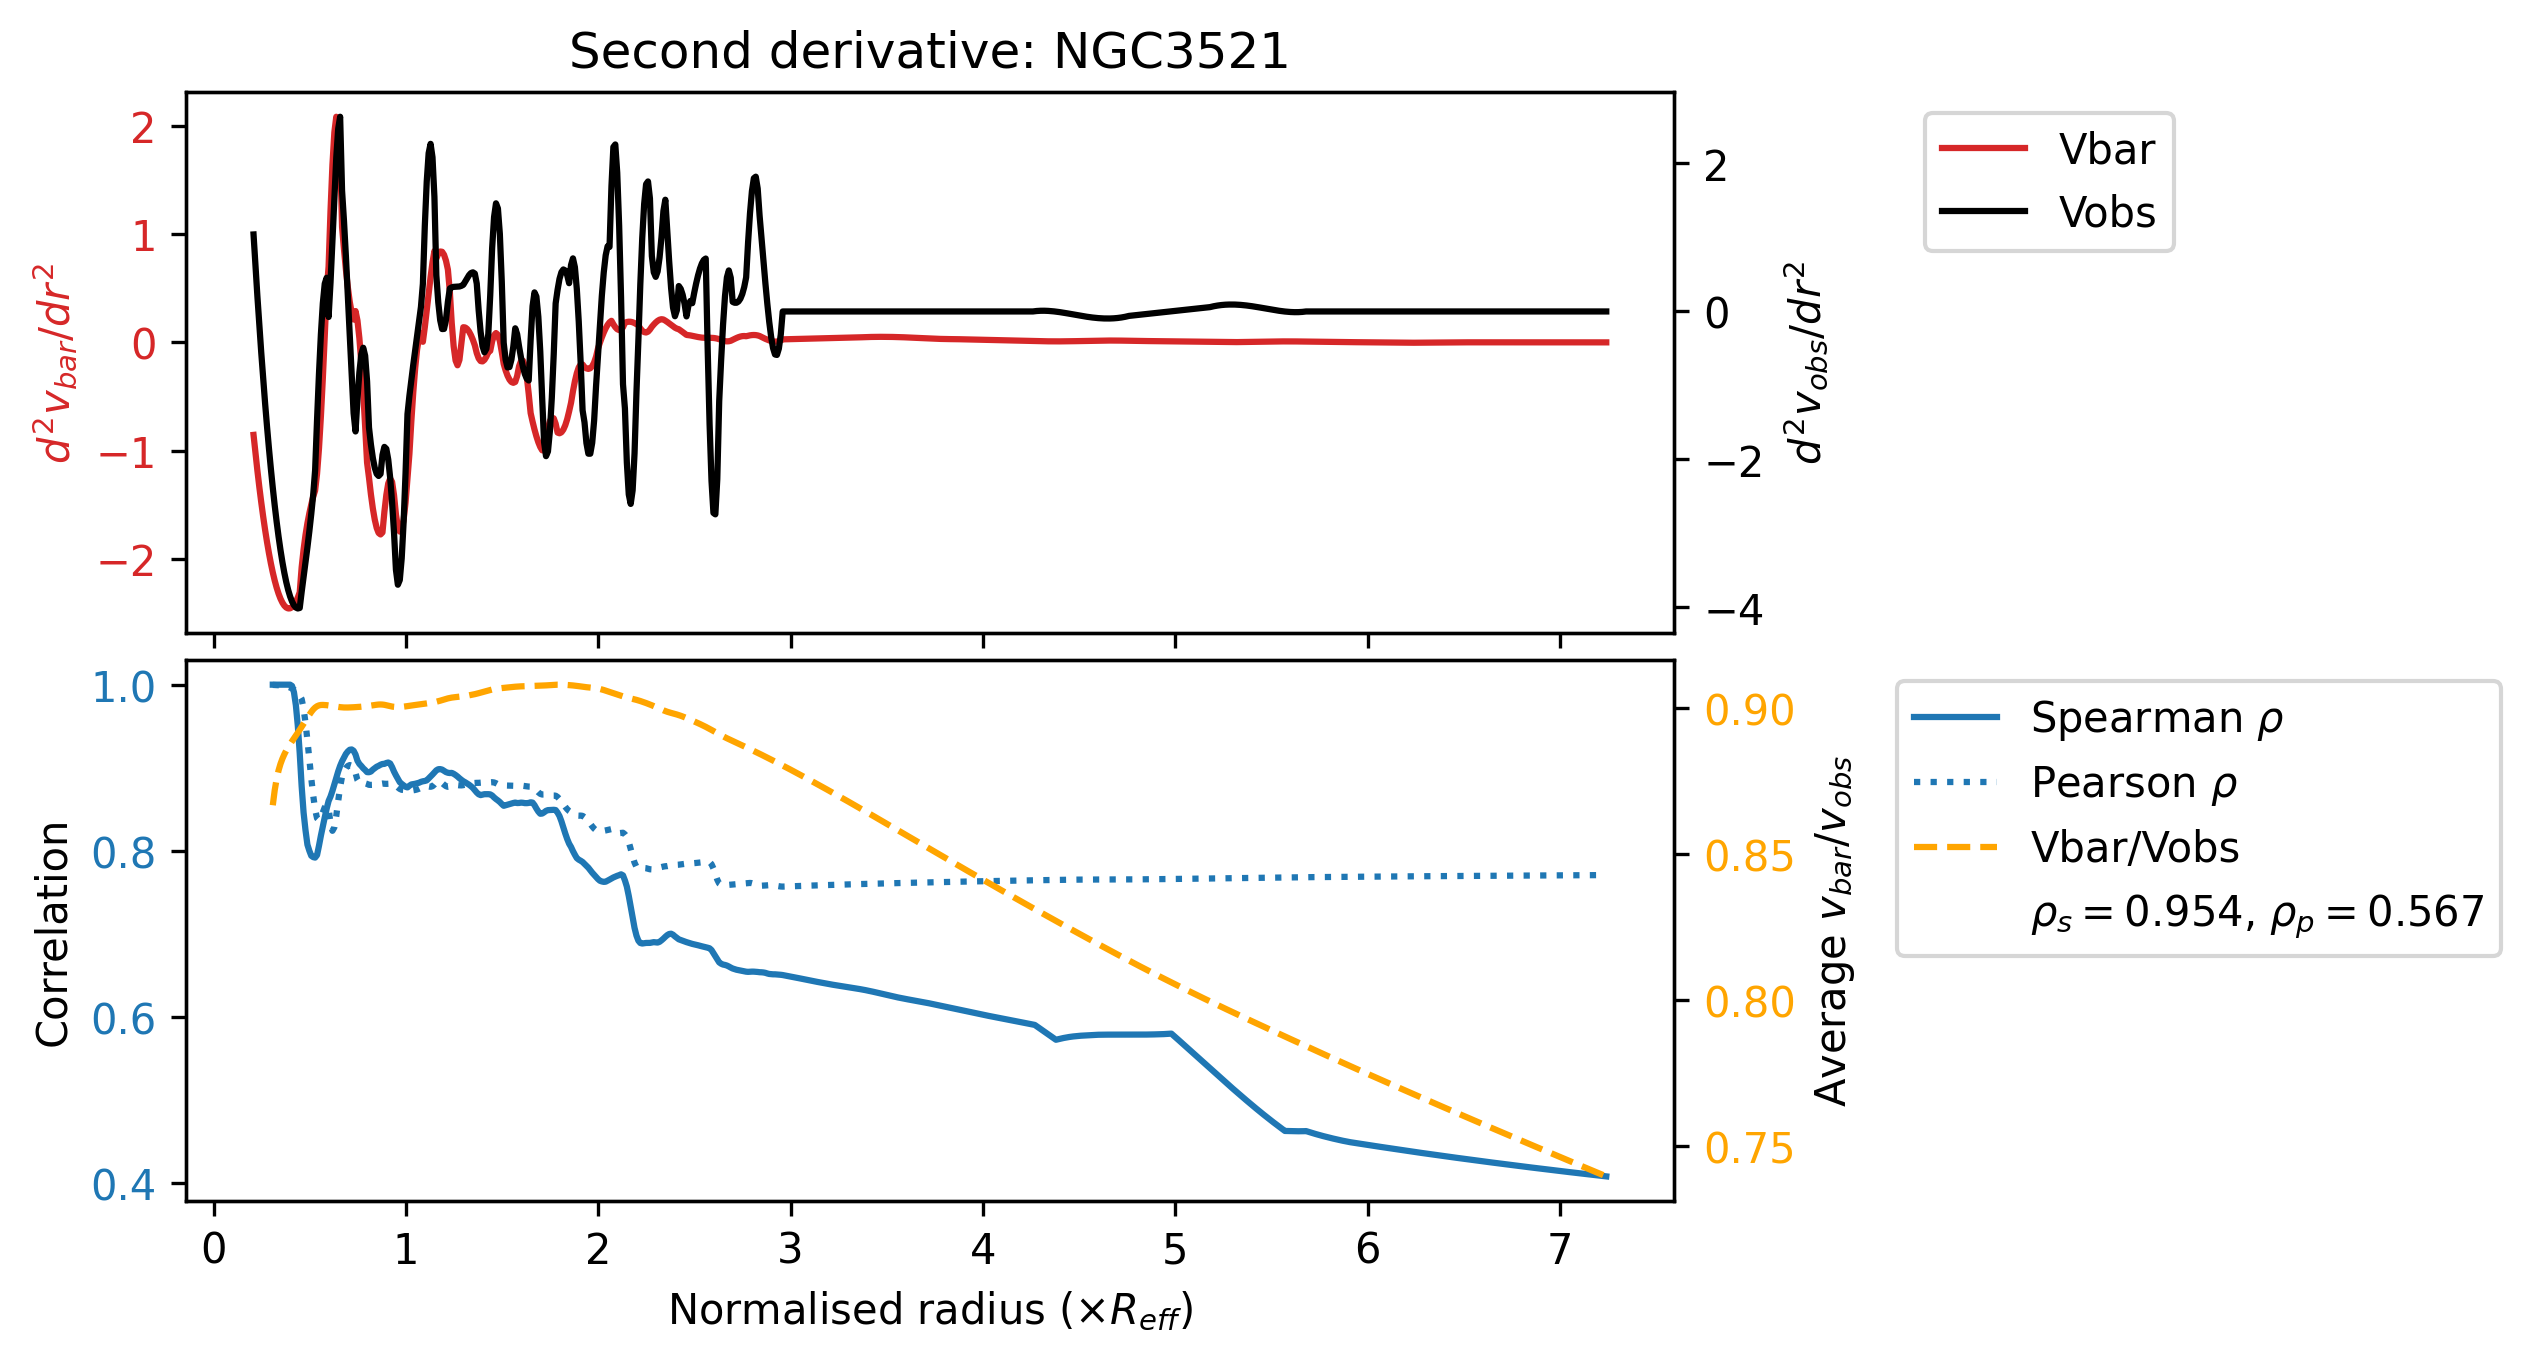 Second derivative: NGC3521
2
1
0
−1
−2
d²v_bar/dr²
2
0
−2
−4
d²v_obs/dr²
Vbar
Vobs
1.0
0.8
0.6
0.4
Correlation
0.90
0.85
0.80
0.75
Average v_bar/v_obs
Spearman ρ
Pearson ρ
Vbar/Vobs
ρ_s = 0.954, ρ_p = 0.567
0 1 2 3 4 5 6 7
Normalised radius (×R_eff)